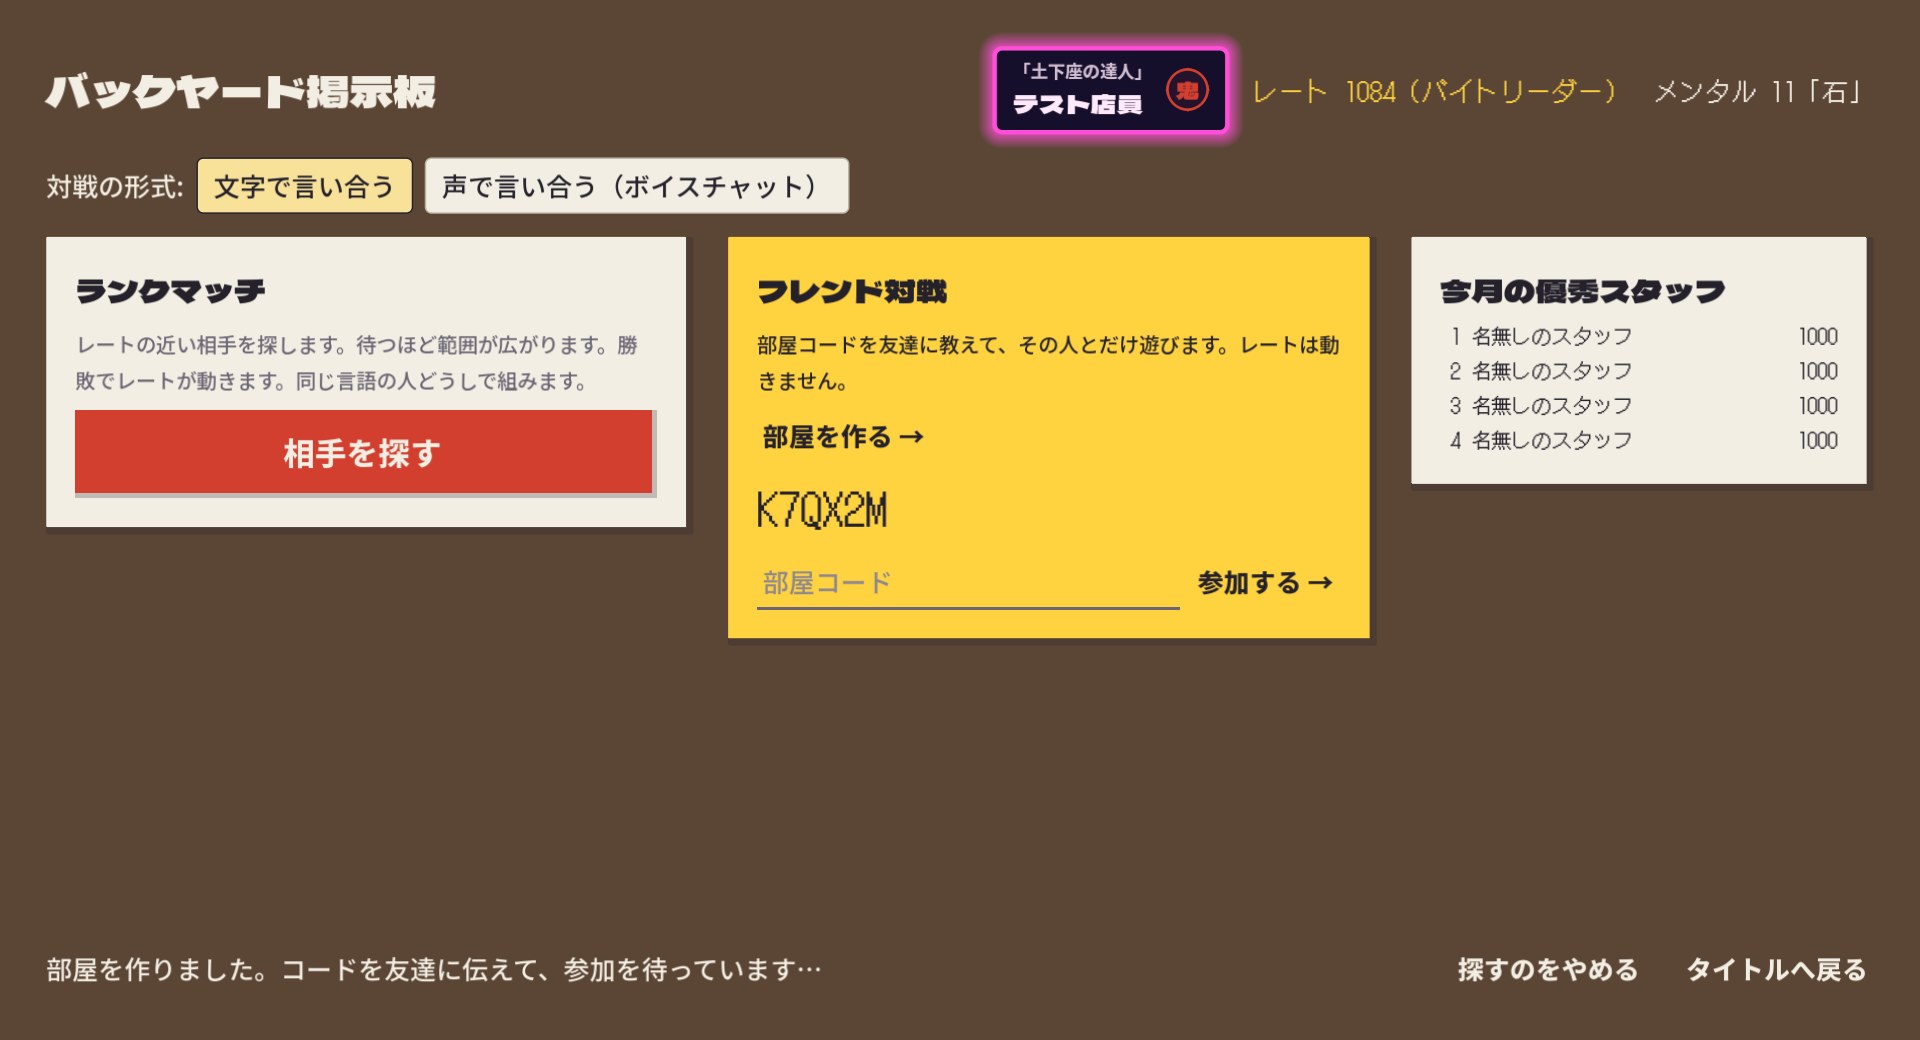 バックヤード掲示板
「土下座の達人」
テスト店員
鬼
レート 1084（バイトリーダー）
メンタル 11「石」
対戦の形式:
文字で言い合う
声で言い合う（ボイスチャット）
ランクマッチ
レートの近い相手を探します。待つほど範囲が広がります。勝
敗でレートが動きます。同じ言語の人どうしで組みます。
相手を探す
フレンド対戦
部屋コードを友達に教えて、その人とだけ遊びます。レートは動
きません。
部屋を作る →
K7QX2M
部屋コード
参加する →
今月の優秀スタッフ
1 名無しのスタッフ 1000
2 名無しのスタッフ 1000
3 名無しのスタッフ 1000
4 名無しのスタッフ 1000
部屋を作りました。コードを友達に伝えて、参加を待っています…
探すのをやめる
タイトルへ戻る